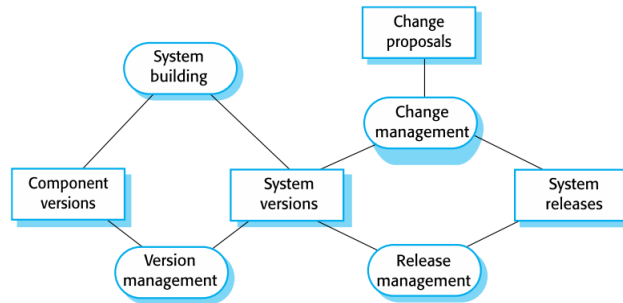 Change
proposals
System
building
Change
management
Component
versions
System
versions
System
releases
Version
management
Release
management